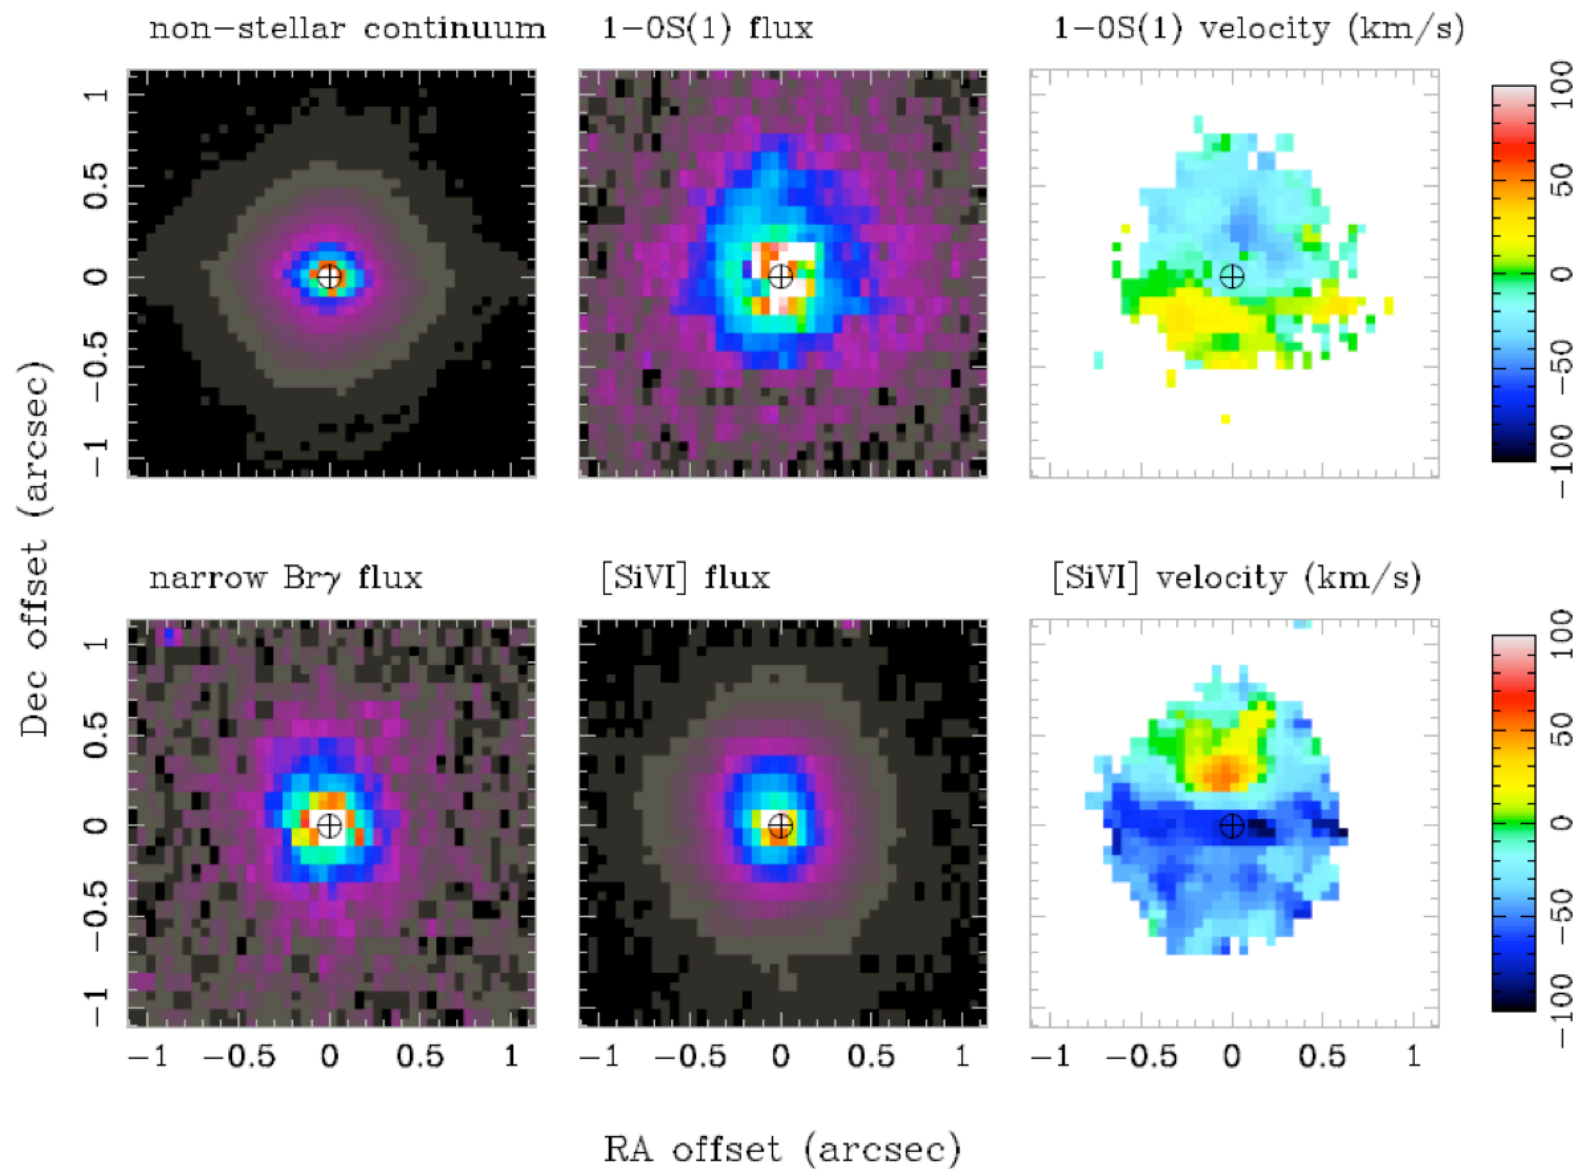 non-stellar continuum
1-0S(1) flux
1-0S(1) velocity (km/s)
1
0.5
0
-0.5
-1
100
50
0
-50
-100
Dec offset (arcsec)
narrow Brγ flux
[SiVI] flux
[SiVI] velocity (km/s)
1
0.5
0
-0.5
-1
100
50
0
-50
-100
-1 -0.5 0 0.5 1
-1 -0.5 0 0.5 1
-1 -0.5 0 0.5 1
RA offset (arcsec)